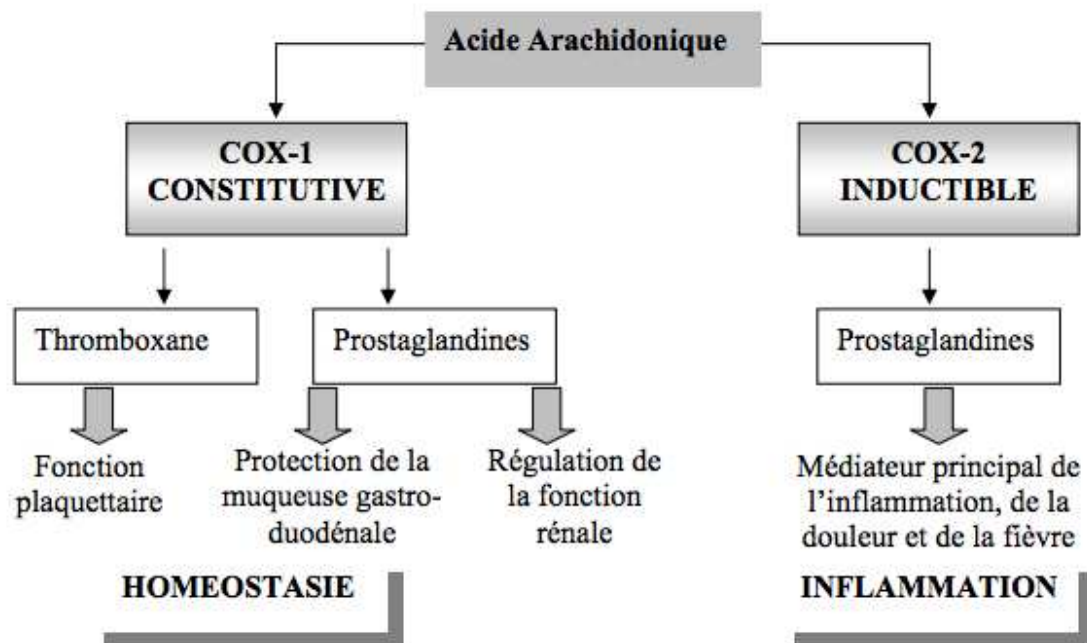 Acide Arachidonique
COX-1
CONSTITUTIVE
COX-2
INDUCTIBLE
Thromboxane
Prostaglandines
Prostaglandines
Fonction
plaquettaire
Protection de la
muqueuse gastro-
duodénale
Régulation de
la fonction
rénale
Médiateur principal de
l’inflammation, de la
douleur et de la fièvre
HOMEOSTASIE
INFLAMMATION